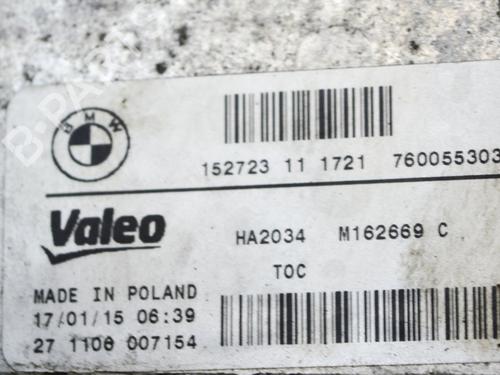 BMW
152723 11 1721 760055303
Valeo
HA2034 M162669 C
TOC
MADE IN POLAND
17/01/15 06:39
27 1106 007154
B-PARTS